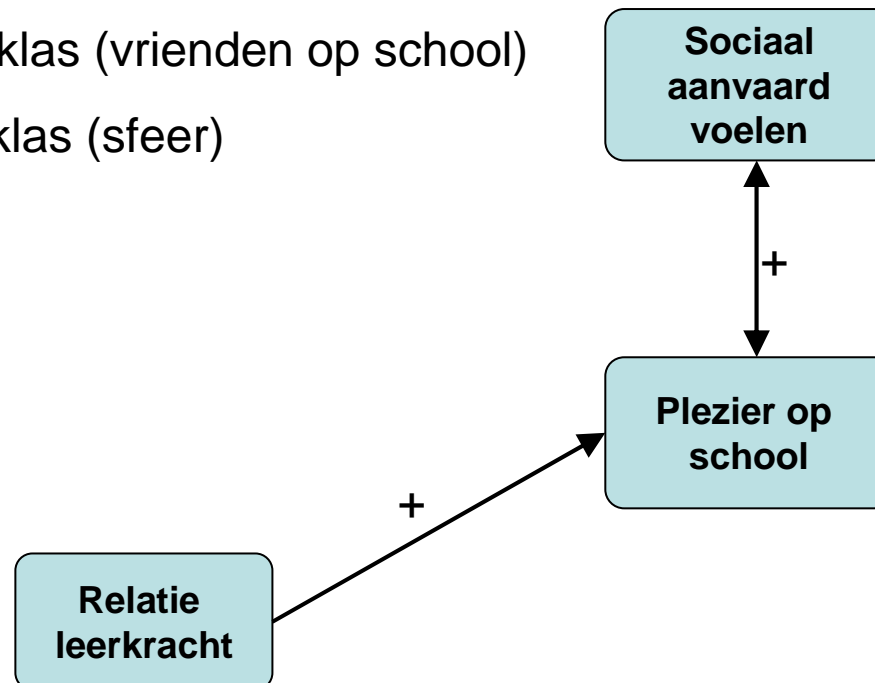 klas (vrienden op school)
klas (sfeer)
Sociaal
aanvaard
voelen
+
Plezier op
school
+
Relatie
leerkracht